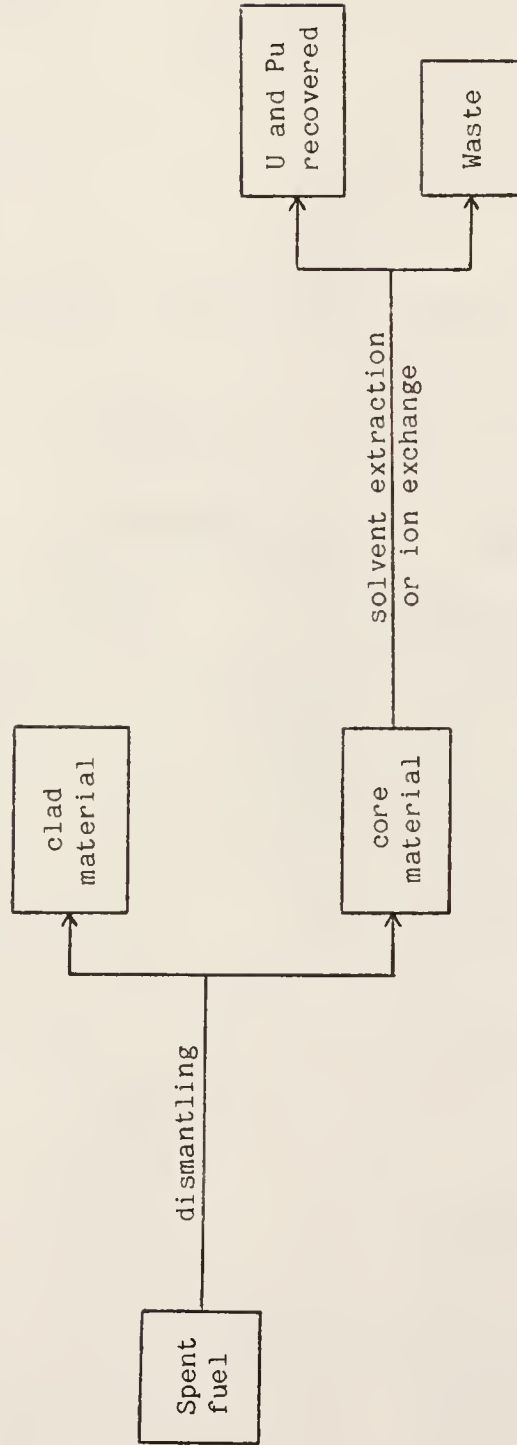 Spent
fuel
dismantling
clad
material
core
material
solvent extraction
or ion exchange
U and Pu
recovered
Waste